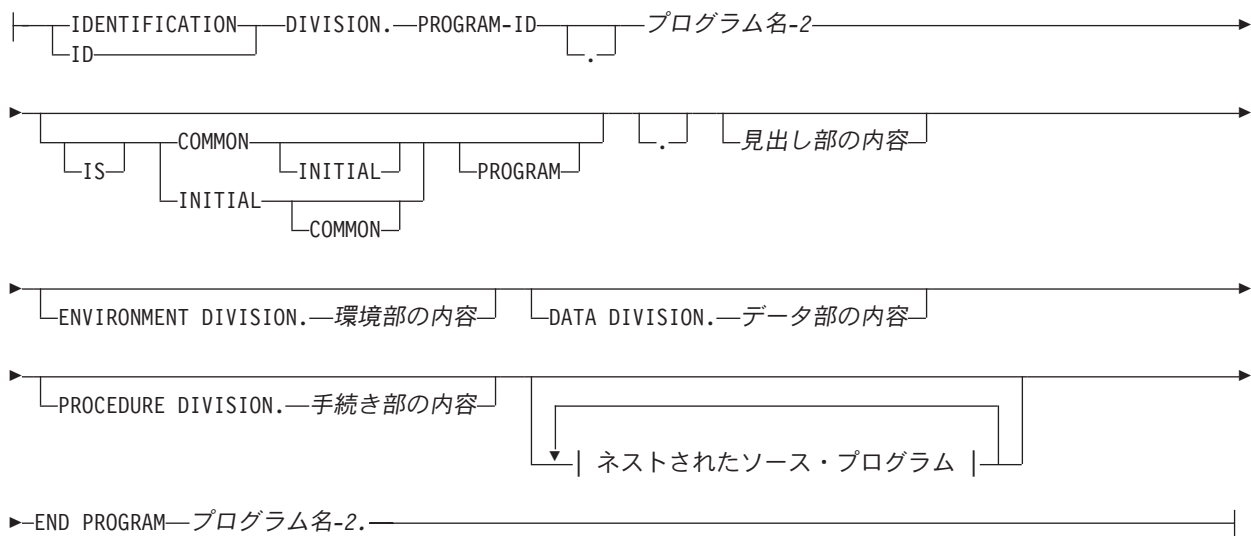 IDENTIFICATION DIVISION. PROGRAM-ID . プログラム名-2
ID
IS COMMON INITIAL PROGRAM . 見出し部の内容
INITIAL COMMON
ENVIRONMENT DIVISION. 環境部の内容 DATA DIVISION. データ部の内容
PROCEDURE DIVISION. 手続き部の内容
ネストされたソース・プログラム
END PROGRAM プログラム名-2.